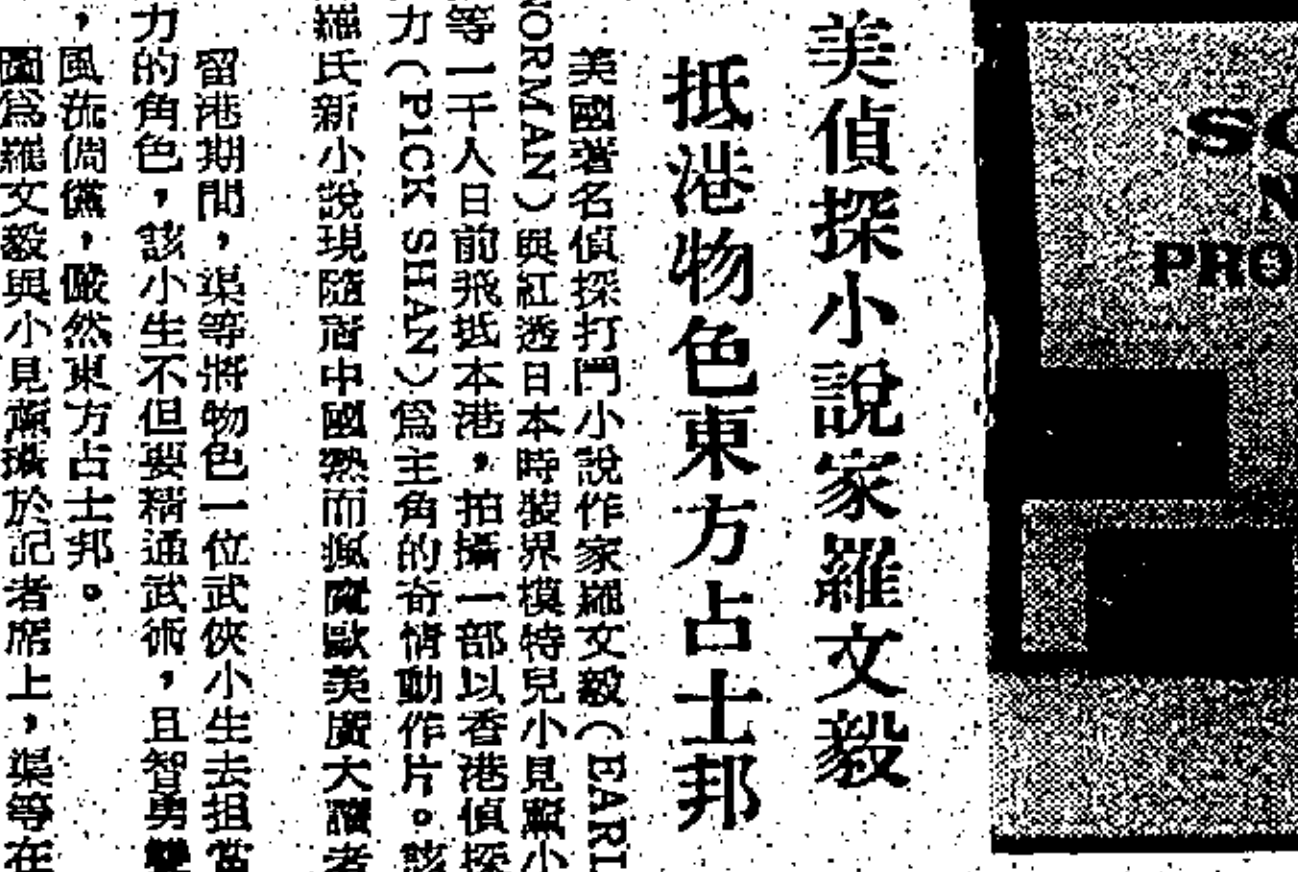 美偵探小說家羅文毅
抵港物色東方占士邦
美國著名偵探打鬥小說作家羅文毅（EARL
NORMAN）與紅透日本時裝界模特兒小見
等一千人日前飛抵本港，拍攝一部以香港偵探
力（PICK SHAN）爲主角的奇情動作片。該
羅氏新小說現隨着中國熱而瘋魔歐美廣大讀者
留港期間，渠等將物色一位武俠小生去担當
力的角色，該小生不但要精通武術，且智勇雙
，風流倜儻，儼然東方占士邦。
圖爲羅文毅與小見薰攝於記者席上，渠等在
PRO